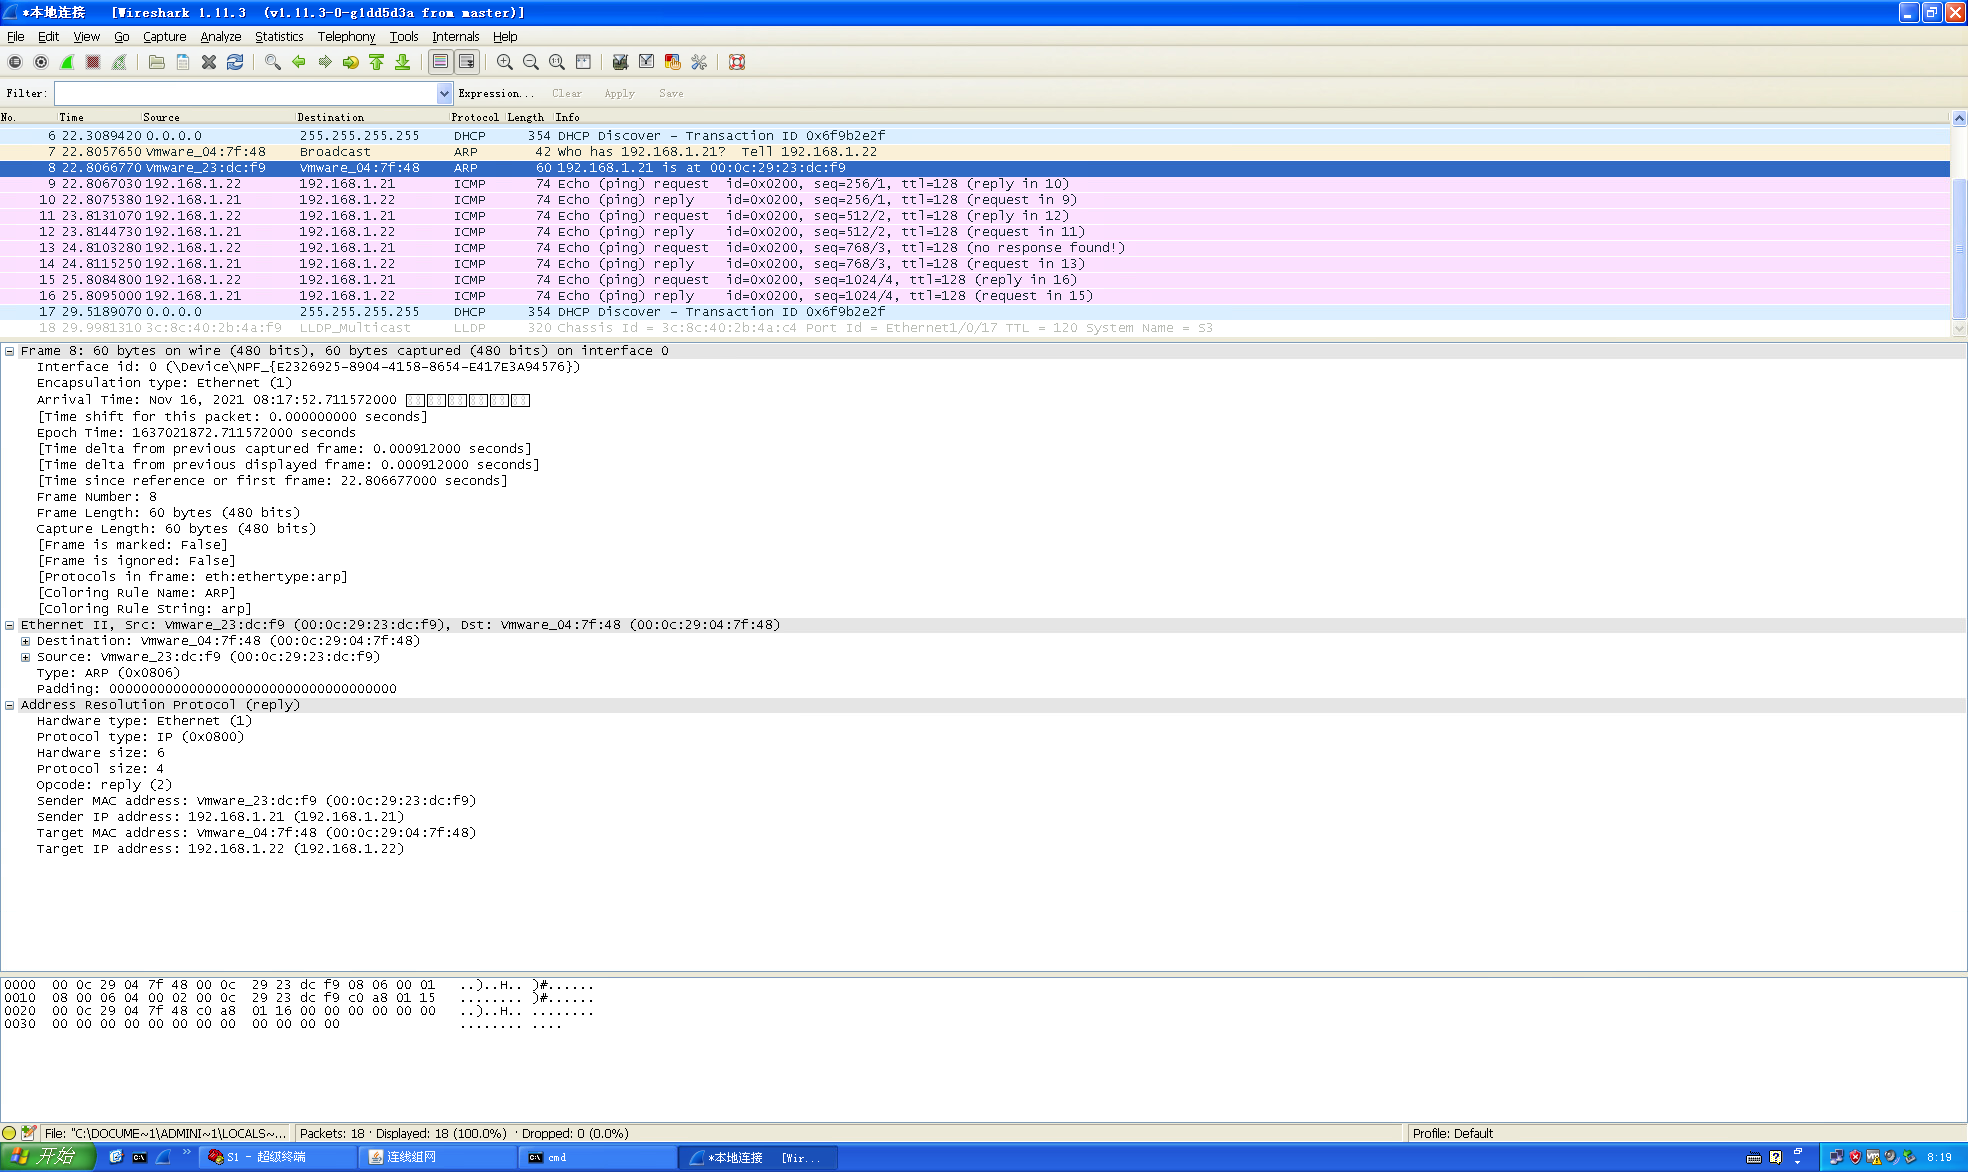 *本地连接 [Wireshark 1.11.3 (v1.11.3-0-g1dd5d3a from master)]
File Edit View Go Capture Analyze Statistics Telephony Tools Internals Help
Filter: Expression... Clear Apply Save
No. Time Source Destination Protocol Length Info
6 22.3089420 0.0.0.0 255.255.255.255 DHCP 354 DHCP Discover - Transaction ID 0x6f9b2e2f
7 22.8057650 Vmware_04:7f:48 Broadcast ARP 42 Who has 192.168.1.21? Tell 192.168.1.22
8 22.8066770 Vmware_23:dc:f9 Vmware_04:7f:48 ARP 60 192.168.1.21 is at 00:0c:29:23:dc:f9
9 22.8067030 192.168.1.22 192.168.1.21 ICMP 74 Echo (ping) request id=0x0200, seq=256/1, ttl=128 (reply in 10)
10 22.8075380 192.168.1.21 192.168.1.22 ICMP 74 Echo (ping) reply id=0x0200, seq=256/1, ttl=128 (request in 9)
11 23.8131070 192.168.1.22 192.168.1.21 ICMP 74 Echo (ping) request id=0x0200, seq=512/2, ttl=128 (reply in 12)
12 23.8144730 192.168.1.21 192.168.1.22 ICMP 74 Echo (ping) reply id=0x0200, seq=512/2, ttl=128 (request in 11)
13 24.8103280 192.168.1.22 192.168.1.21 ICMP 74 Echo (ping) request id=0x0200, seq=768/3, ttl=128 (no response found!)
14 24.8115250 192.168.1.21 192.168.1.22 ICMP 74 Echo (ping) reply id=0x0200, seq=768/3, ttl=128 (request in 13)
15 25.8084800 192.168.1.22 192.168.1.21 ICMP 74 Echo (ping) request id=0x0200, seq=1024/4, ttl=128 (reply in 16)
16 25.8095000 192.168.1.21 192.168.1.22 ICMP 74 Echo (ping) reply id=0x0200, seq=1024/4, ttl=128 (request in 15)
17 29.5189070 0.0.0.0 255.255.255.255 DHCP 354 DHCP Discover - Transaction ID 0x6f9b2e2f
18 29.9981310 3c:8c:40:2b:4a:f9 LLDP_Multicast LLDP 320 Chassis Id = 3c:8c:40:2b:4a:c4 Port Id = Ethernet1/0/17 TTL = 120 System Name = S3
Frame 8: 60 bytes on wire (480 bits), 60 bytes captured (480 bits) on interface 0
Interface id: 0 (\Device\NPF_{E2326925-8904-4158-8654-E417E3A94576})
Encapsulation type: Ethernet (1)
Arrival Time: Nov 16, 2021 08:17:52.711572000
[Time shift for this packet: 0.000000000 seconds]
Epoch Time: 1637021872.711572000 seconds
[Time delta from previous captured frame: 0.000912000 seconds]
[Time delta from previous displayed frame: 0.000912000 seconds]
[Time since reference or first frame: 22.806677000 seconds]
Frame Number: 8
Frame Length: 60 bytes (480 bits)
Capture Length: 60 bytes (480 bits)
[Frame is marked: False]
[Frame is ignored: False]
[Protocols in frame: eth:ethertype:arp]
[Coloring Rule Name: ARP]
[Coloring Rule String: arp]
Ethernet II, Src: Vmware_23:dc:f9 (00:0c:29:23:dc:f9), Dst: Vmware_04:7f:48 (00:0c:29:04:7f:48)
Destination: Vmware_04:7f:48 (00:0c:29:04:7f:48)
Source: Vmware_23:dc:f9 (00:0c:29:23:dc:f9)
Type: ARP (0x0806)
Padding: 000000000000000000000000000000000000
Address Resolution Protocol (reply)
Hardware type: Ethernet (1)
Protocol type: IP (0x0800)
Hardware size: 6
Protocol size: 4
Opcode: reply (2)
Sender MAC address: Vmware_23:dc:f9 (00:0c:29:23:dc:f9)
Sender IP address: 192.168.1.21 (192.168.1.21)
Target MAC address: Vmware_04:7f:48 (00:0c:29:04:7f:48)
Target IP address: 192.168.1.22 (192.168.1.22)
0000 00 0c 29 04 7f 48 00 0c 29 23 dc f9 08 06 00 01 ..)..H.. )#......
0010 08 00 06 04 00 02 00 0c 29 23 dc f9 c0 a8 01 15 ........ )#......
0020 00 0c 29 04 7f 48 c0 a8 01 16 00 00 00 00 00 00 ..)..H.. ........
0030 00 00 00 00 00 00 00 00 00 00 00 00 ........ ....
File: "C:\DOCUME~1\ADMINI~1\LOCALS~... Packets: 18 · Displayed: 18 (100.0%) · Dropped: 0 (0.0%) Profile: Default
开始 S1 - 超级终端 连线组网 cmd *本地连接 [Wir... 8:19